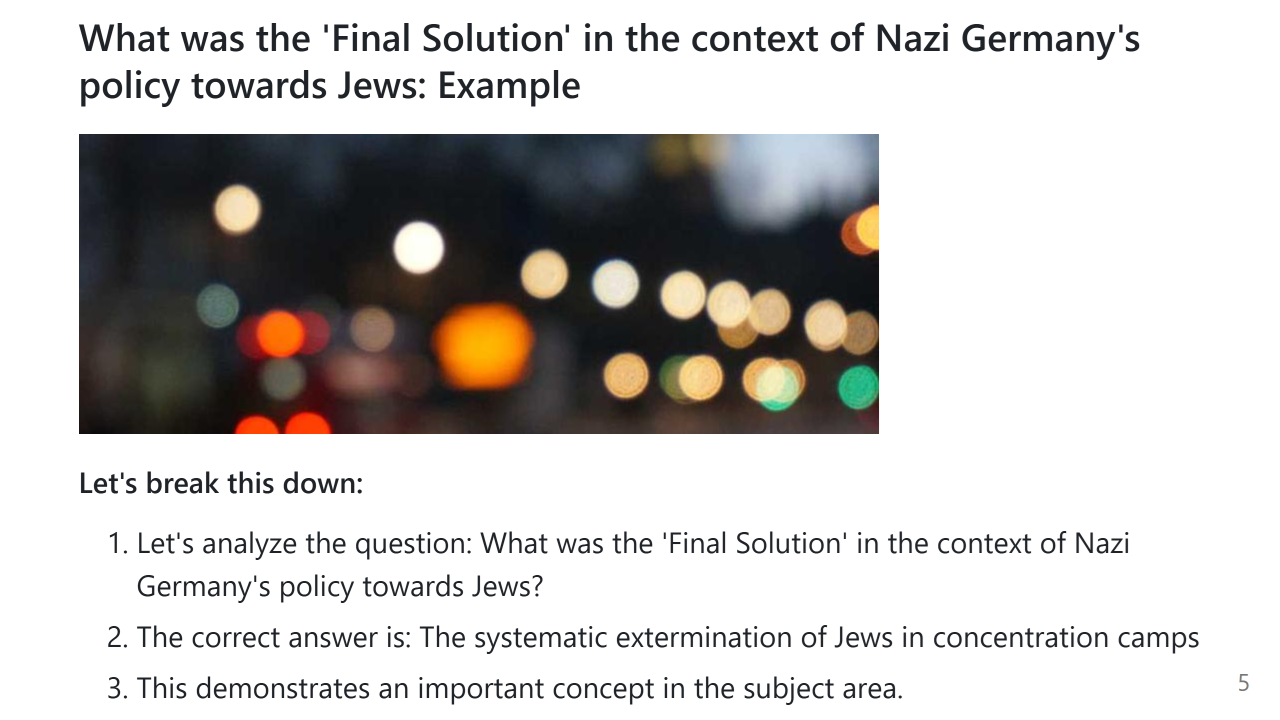 What was the 'Final Solution' in the context of Nazi Germany's
policy towards Jews: Example
Let's break this down:
1. Let's analyze the question: What was the 'Final Solution' in the context of Nazi
Germany's policy towards Jews?
2. The correct answer is: The systematic extermination of Jews in concentration camps
3. This demonstrates an important concept in the subject area.
5